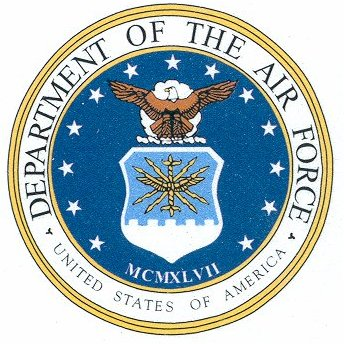 DEPARTMENT OF THE AIR FORCE
MCMXLVII
UNITED STATES OF AMERICA